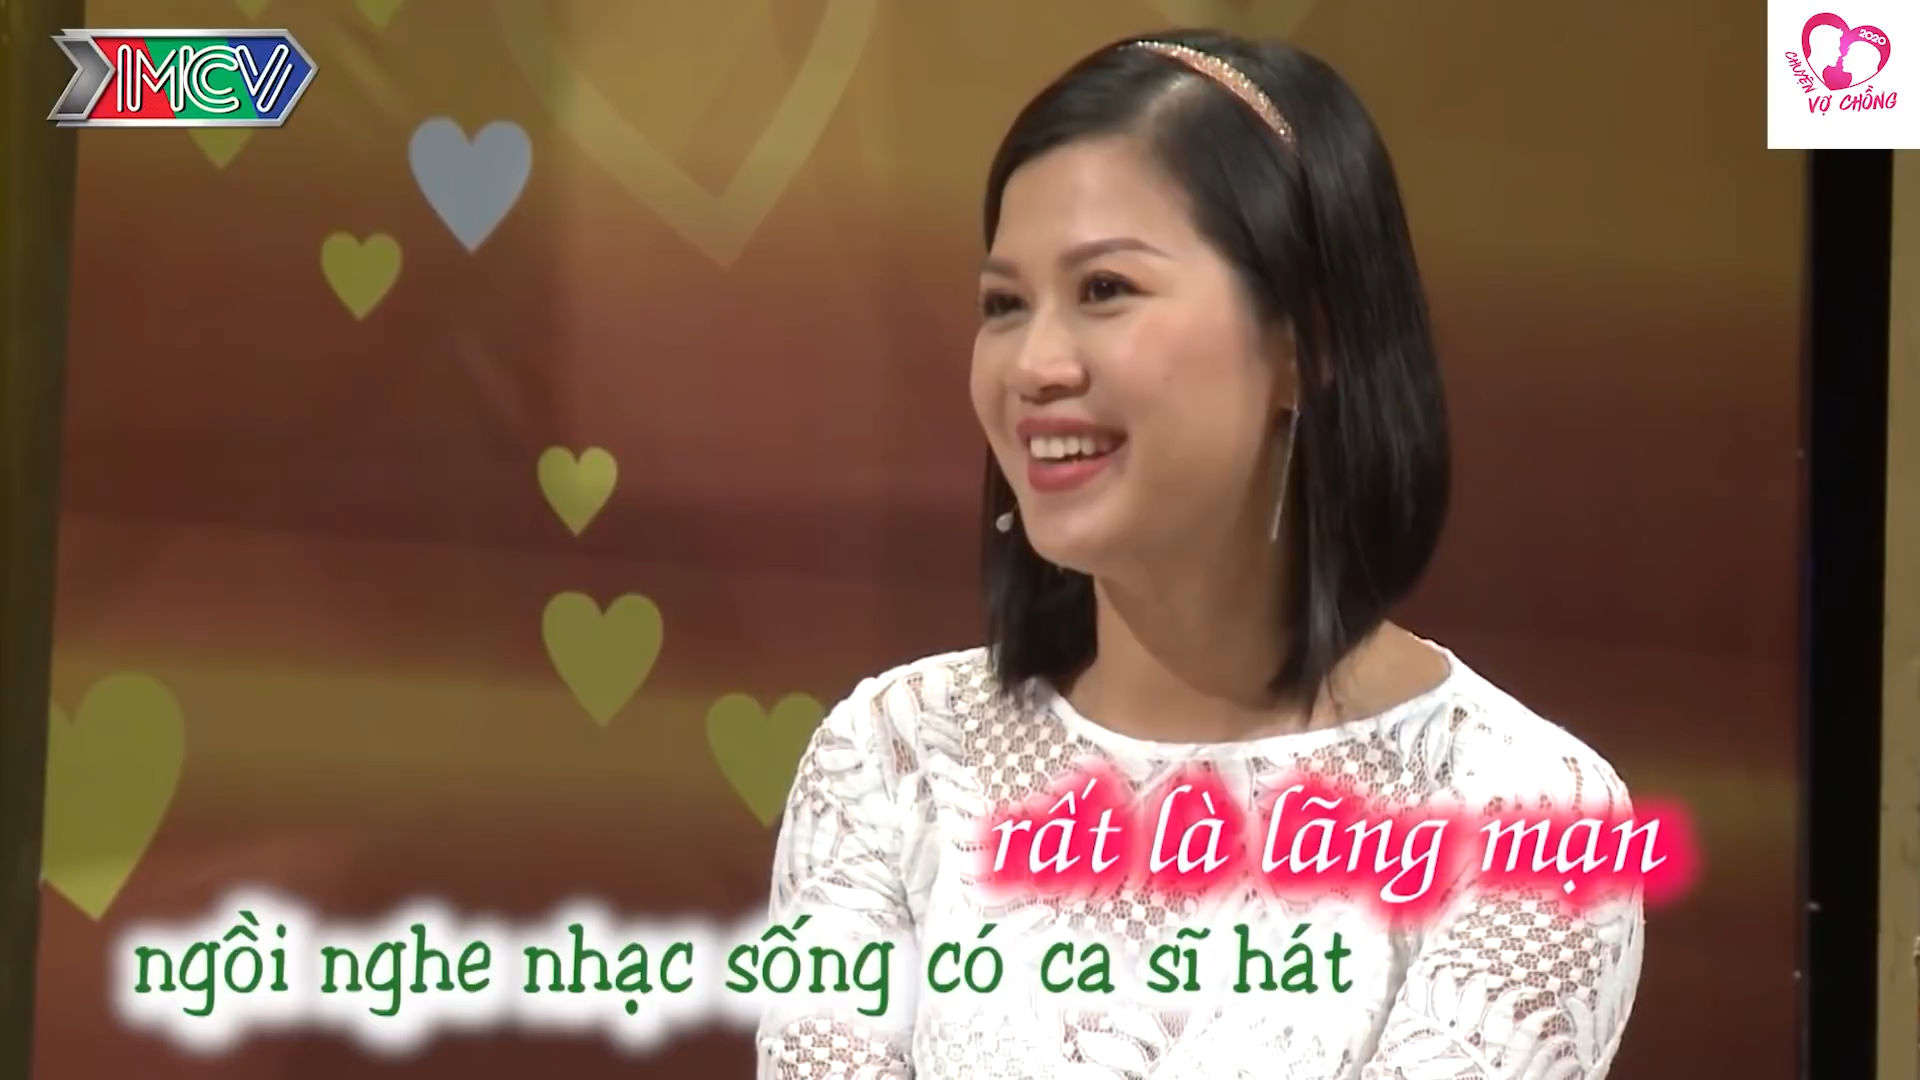 MCV
2020
CHUYỆN
VỢ CHỒNG
rất là lãng mạn
ngồi nghe nhạc sống có ca sĩ hát